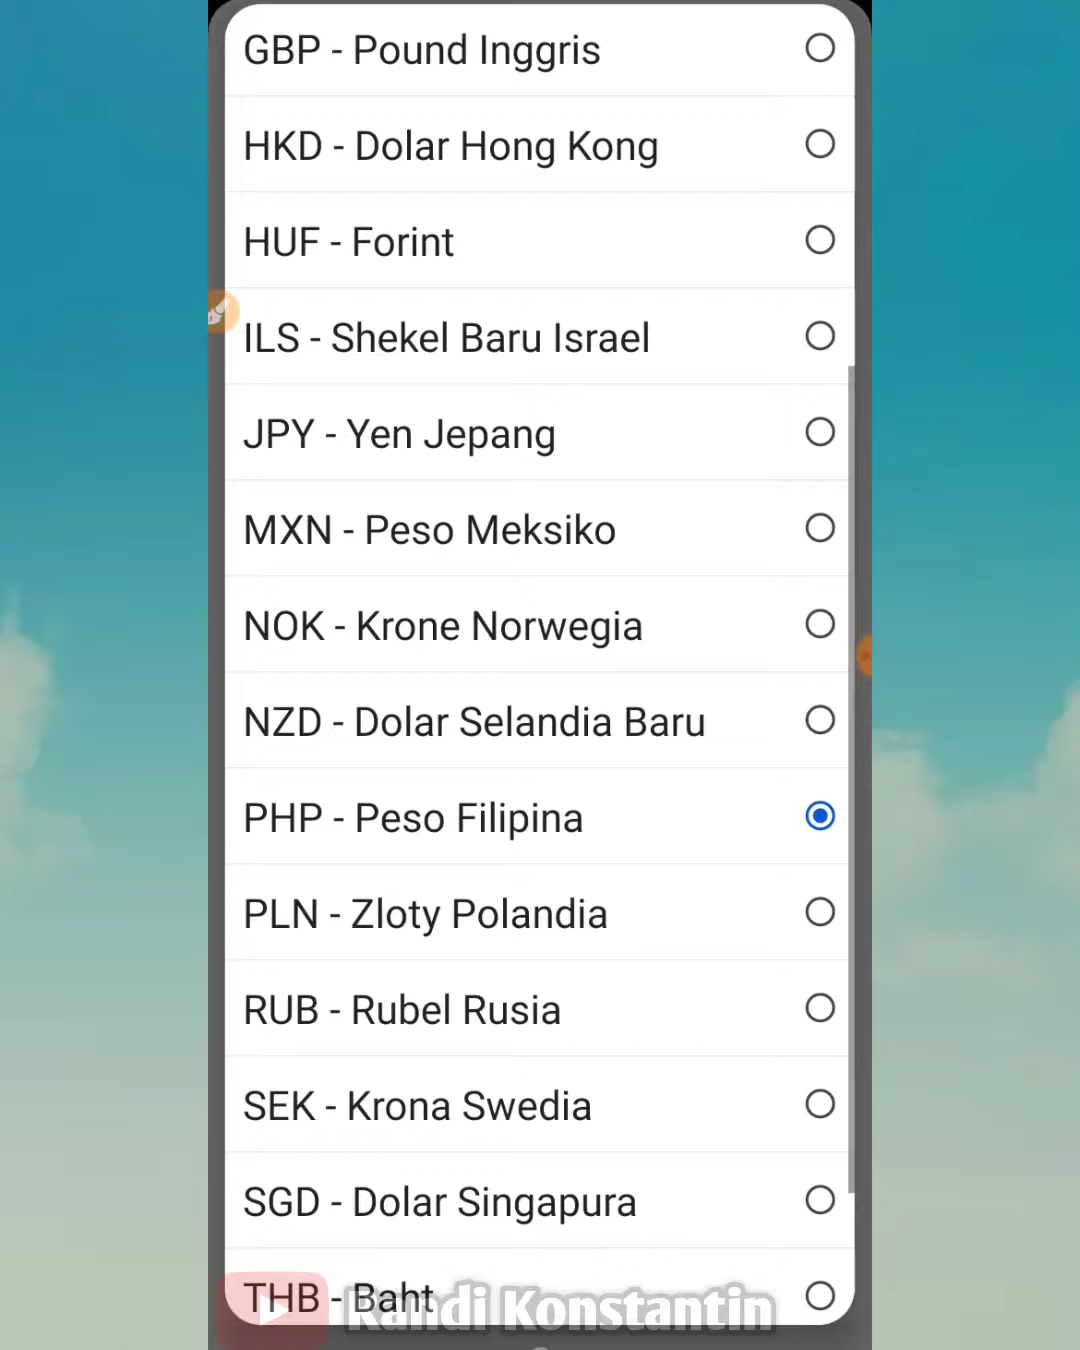 GBP - Pound Inggris
HKD - Dolar Hong Kong
HUF - Forint
ILS - Shekel Baru Israel
JPY - Yen Jepang
MXN - Peso Meksiko
NOK - Krone Norwegia
NZD - Dolar Selandia Baru
PHP - Peso Filipina
PLN - Zloty Polandia
RUB - Rubel Rusia
SEK - Krona Swedia
SGD - Dolar Singapura
THB - Baht
Randi Konstantin